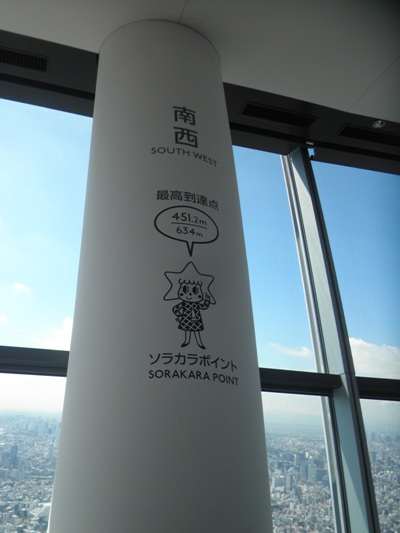 南西
SOUTH WEST
最高到達点
451.2m
634m
ソラカラポイント
SORAKARA POINT